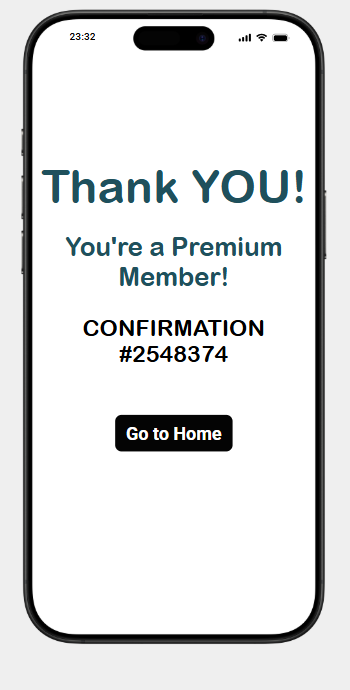 23:32
Thank YOU!
You're a Premium
Member!
CONFIRMATION
#2548374
Go to Home